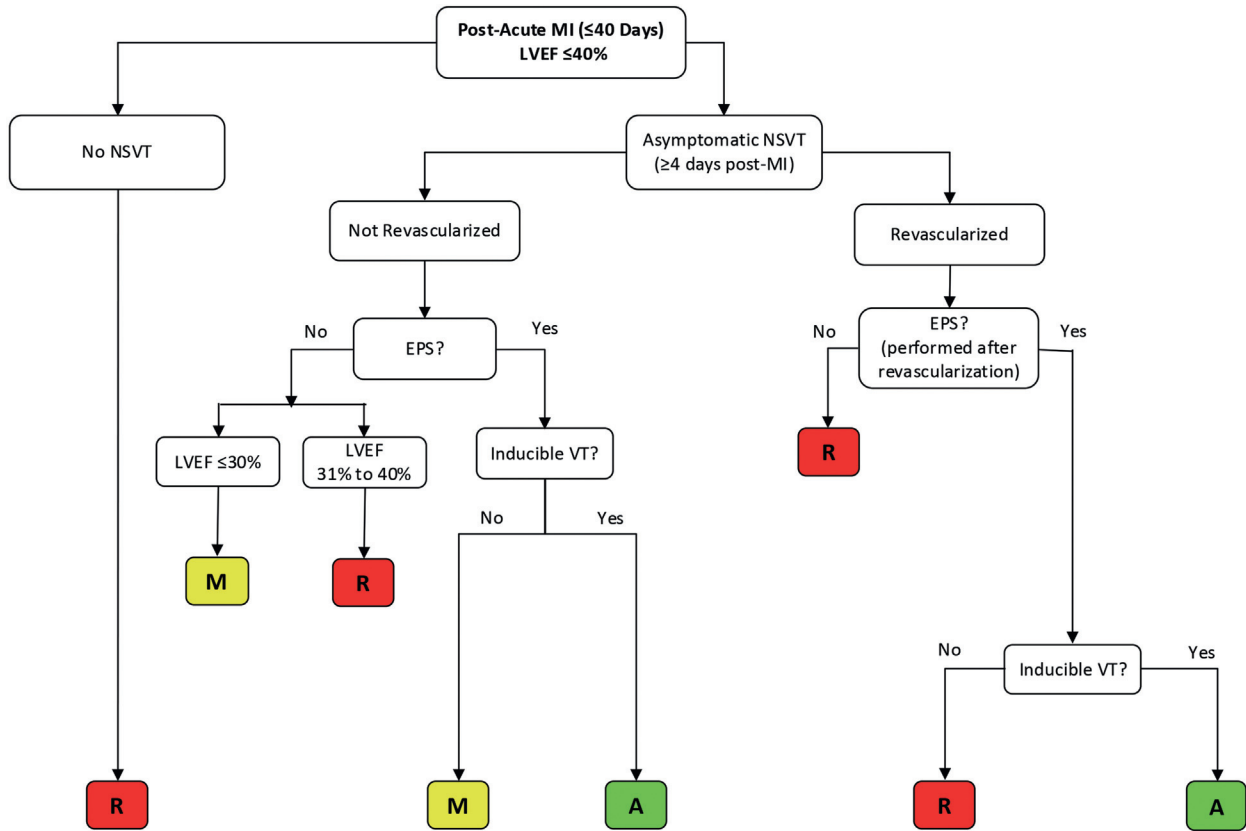 Post-Acute MI (≤40 Days)
LVEF ≤40%
No NSVT
Asymptomatic NSVT
(≥4 days post-MI)
Not Revascularized
Revascularized
No
EPS?
Yes
No
EPS?
(performed after
revascularization)
Yes
LVEF ≤30%
LVEF
31% to 40%
Inducible VT?
R
No
Yes
M
R
No
Inducible VT?
Yes
R
M
A
R
A